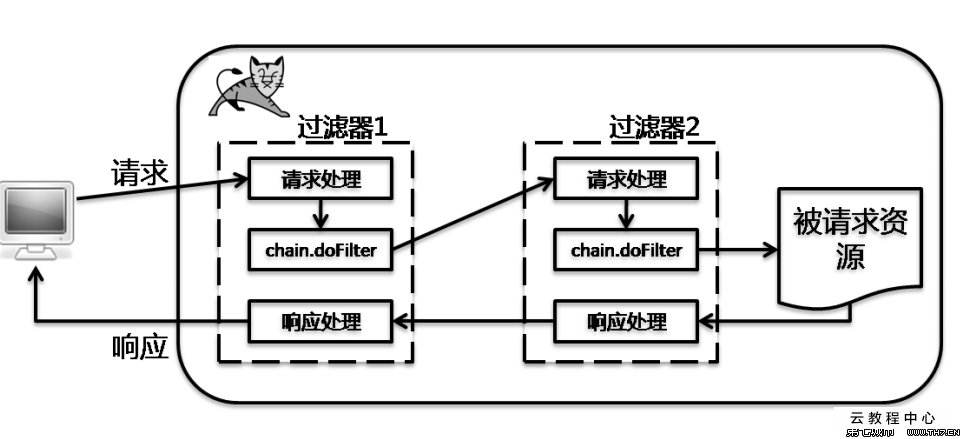 过滤器1
过滤器2
请求
请求处理
请求处理
被请求资
源
chain.doFilter
chain.doFilter
响应处理
响应处理
响应
云教程中心
WWW.TH7.CN